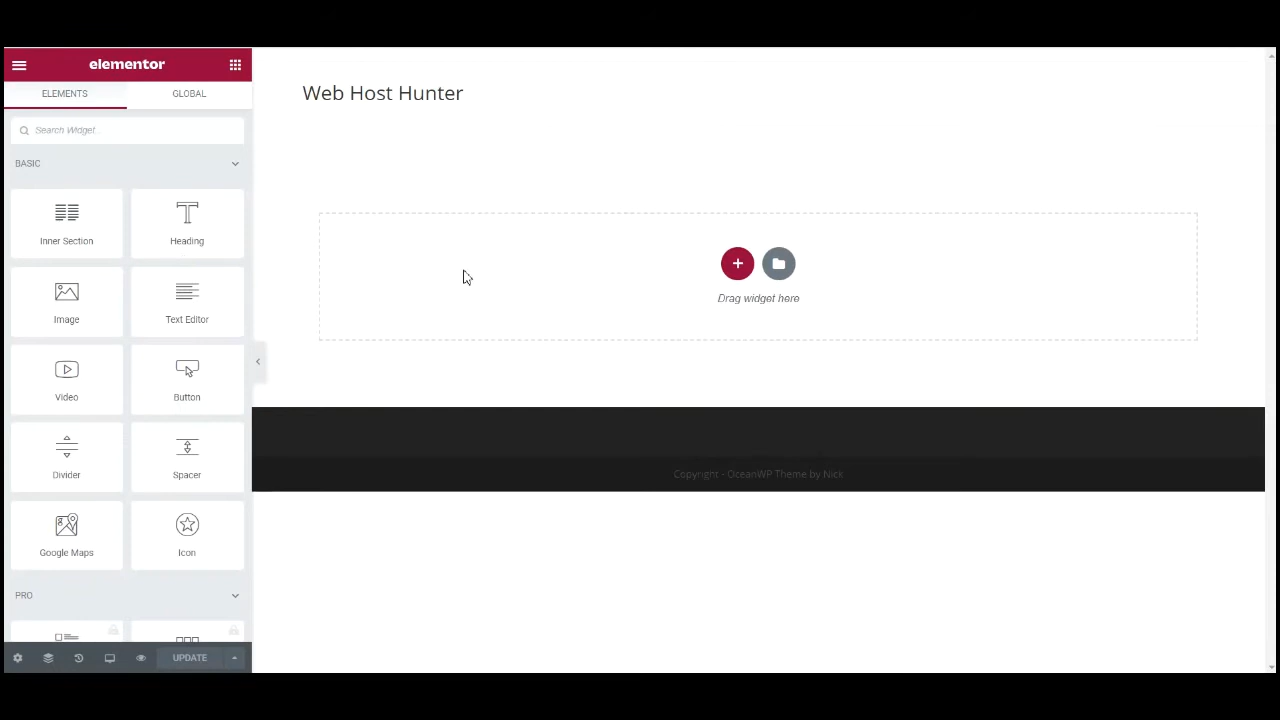 elementor
ELEMENTS
GLOBAL
Search Widget...
BASIC
Inner Section
Heading
Image
Text Editor
Video
Button
Divider
Spacer
Google Maps
Icon
PRO
UPDATE
Web Host Hunter
Drag widget here
Copyright - OceanWP Theme by Nick